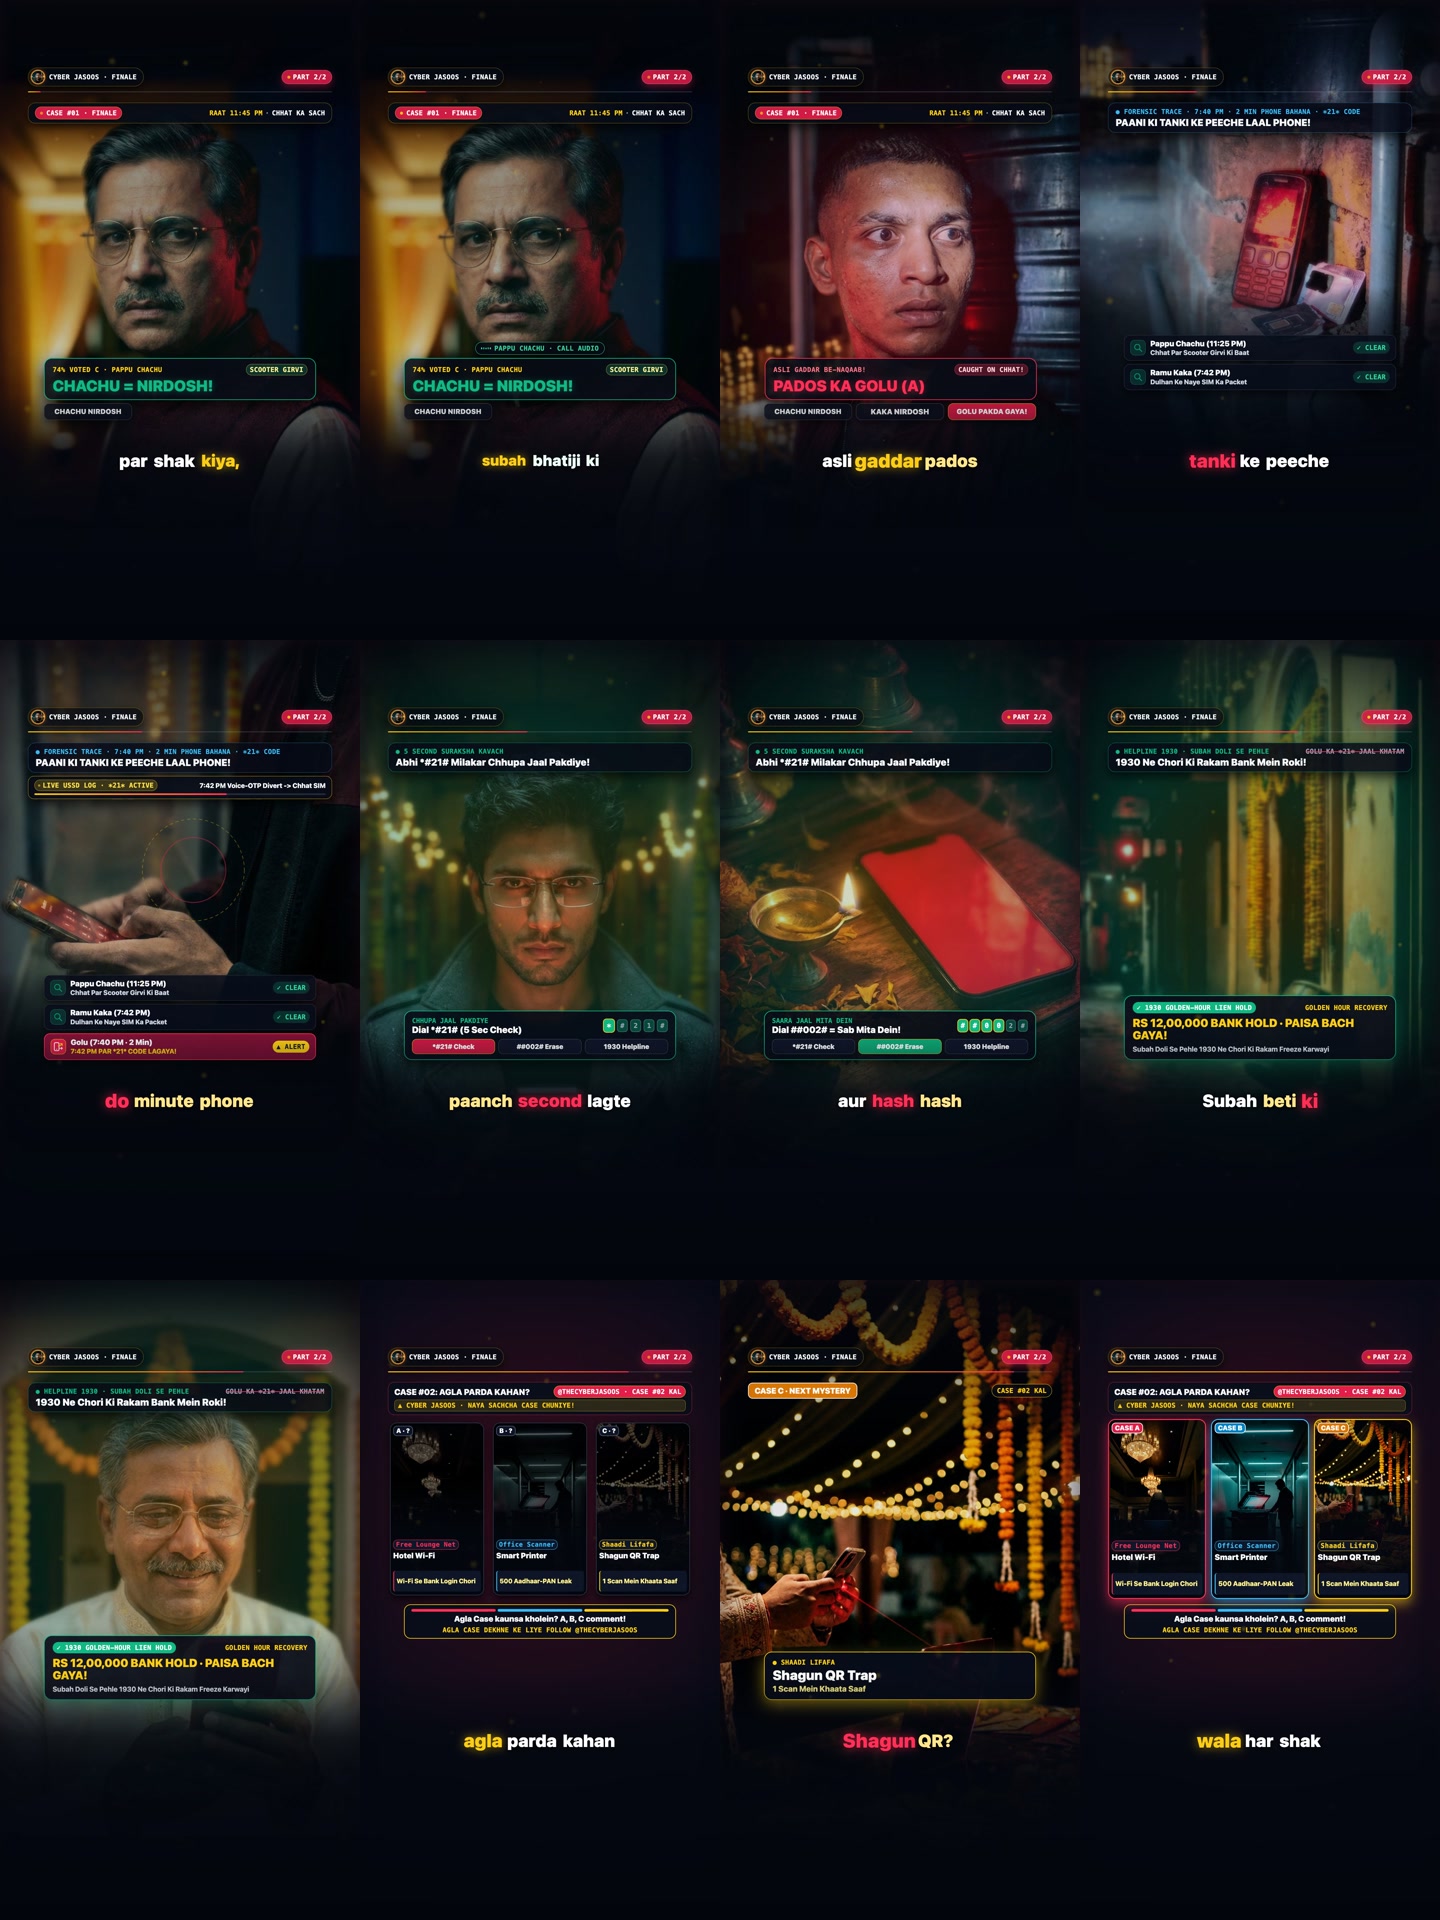 CYBER JASOOS · FINALE
PART 2/2
CASE #01 · FINALE
RAAT 11:45 PM · CHHAT KA SACH
74% VOTED C · PAPPU CHACHU
SCOOTER GIRVI
CHACHU = NIRDOSH!
CHACHU NIRDOSH
par shak kiya,
CYBER JASOOS · FINALE
PART 2/2
CASE #01 · FINALE
RAAT 11:45 PM · CHHAT KA SACH
PAPPU CHACHU · CALL AUDIO
74% VOTED C · PAPPU CHACHU
SCOOTER GIRVI
CHACHU = NIRDOSH!
CHACHU NIRDOSH
subah bhatiji ki
CYBER JASOOS · FINALE
PART 2/2
CASE #01 · FINALE
RAAT 11:45 PM · CHHAT KA SACH
ASLI GADDAR BE-NAQAAB!
CAUGHT ON CHHAT!
PADOS KA GOLU (A)
CHACHU NIRDOSH
KAKA NIRDOSH
GOLU PAKDA GAYA!
asli gaddar pados
CYBER JASOOS · FINALE
PART 2/2
FORENSIC TRACE · 7:40 PM · 2 MIN PHONE BAHANA · *21* CODE
PAANI KI TANKI KE PEECHE LAAL PHONE!
Pappu Chachu (11:25 PM)
Chhat Par Scooter Girvi Ki Baat
✓ CLEAR
Ramu Kaka (7:42 PM)
Dulhan Ke Naye SIM Ka Packet
✓ CLEAR
tanki ke peeche
CYBER JASOOS · FINALE
PART 2/2
FORENSIC TRACE · 7:40 PM · 2 MIN PHONE BAHANA · *21* CODE
PAANI KI TANKI KE PEECHE LAAL PHONE!
LIVE USSD LOG · *21* ACTIVE
7:42 PM Voice-OTP Divert -> Chhat SIM
Pappu Chachu (11:25 PM)
Chhat Par Scooter Girvi Ki Baat
✓ CLEAR
Ramu Kaka (7:42 PM)
Dulhan Ke Naye SIM Ka Packet
✓ CLEAR
Golu (7:40 PM · 2 Min)
7:42 PM PAR *21* CODE LAGAYA!
▲ ALERT
do minute phone
CYBER JASOOS · FINALE
PART 2/2
5 SECOND SURAKSHA KAVACH
Abhi *#21# Milakar Chhupa Jaal Pakdiye!
CHHUPA JAAL PAKDIYE
Dial *#21# (5 Sec Check)
* # 2 1 #
*#21# Check
##002# Erase
1930 Helpline
paanch second lagte
CYBER JASOOS · FINALE
PART 2/2
5 SECOND SURAKSHA KAVACH
Abhi *#21# Milakar Chhupa Jaal Pakdiye!
SAARA JAAL MITA DEIN
Dial ##002# = Sab Mita Dein!
# # 0 0 2 #
*#21# Check
##002# Erase
1930 Helpline
aur hash hash
CYBER JASOOS · FINALE
PART 2/2
HELPLINE 1930 · SUBAH DOLI SE PEHLE
GOLU KA *21* JAAL KHATAM
1930 Ne Chori Ki Rakam Bank Mein Roki!
✓ 1930 GOLDEN-HOUR LIEN HOLD
GOLDEN HOUR RECOVERY
RS 12,00,000 BANK HOLD · PAISA BACH
GAYA!
Subah Doli Se Pehle 1930 Ne Chori Ki Rakam Freeze Karwayi
Subah beti ki
CYBER JASOOS · FINALE
PART 2/2
HELPLINE 1930 · SUBAH DOLI SE PEHLE
GOLU KA *21* JAAL KHATAM
1930 Ne Chori Ki Rakam Bank Mein Roki!
✓ 1930 GOLDEN-HOUR LIEN HOLD
GOLDEN HOUR RECOVERY
RS 12,00,000 BANK HOLD · PAISA BACH
GAYA!
Subah Doli Se Pehle 1930 Ne Chori Ki Rakam Freeze Karwayi
CYBER JASOOS · FINALE
PART 2/2
CASE #02: AGLA PARDA KAHAN?
@THECYBERJASOOS · CASE #02 KAL
▲ CYBER JASOOS · NAYA SACHCHA CASE CHUNIYE!
A · ?
B · ?
C · ?
Free Lounge Net
Office Scanner
Shaadi Lifafa
Hotel Wi-Fi
Smart Printer
Shagun QR Trap
Wi-Fi Se Bank Login Chori
500 Aadhaar-PAN Leak
1 Scan Mein Khaata Saaf
Agla Case kaunsa kholein? A, B, C comment!
AGLA CASE DEKHNE KE LIYE FOLLOW @THECYBERJASOOS
agla parda kahan
CYBER JASOOS · FINALE
PART 2/2
CASE C · NEXT MYSTERY
CASE #02 KAL
SHAADI LIFAFA
Shagun QR Trap
1 Scan Mein Khaata Saaf
Shagun QR?
CYBER JASOOS · FINALE
PART 2/2
CASE #02: AGLA PARDA KAHAN?
@THECYBERJASOOS · CASE #02 KAL
▲ CYBER JASOOS · NAYA SACHCHA CASE CHUNIYE!
CASE A
CASE B
CASE C
Free Lounge Net
Office Scanner
Shaadi Lifafa
Hotel Wi-Fi
Smart Printer
Shagun QR Trap
Wi-Fi Se Bank Login Chori
500 Aadhaar-PAN Leak
1 Scan Mein Khaata Saaf
Agla Case kaunsa kholein? A, B, C comment!
AGLA CASE DEKHNE KE LIYE FOLLOW @THECYBERJASOOS
wala har shak